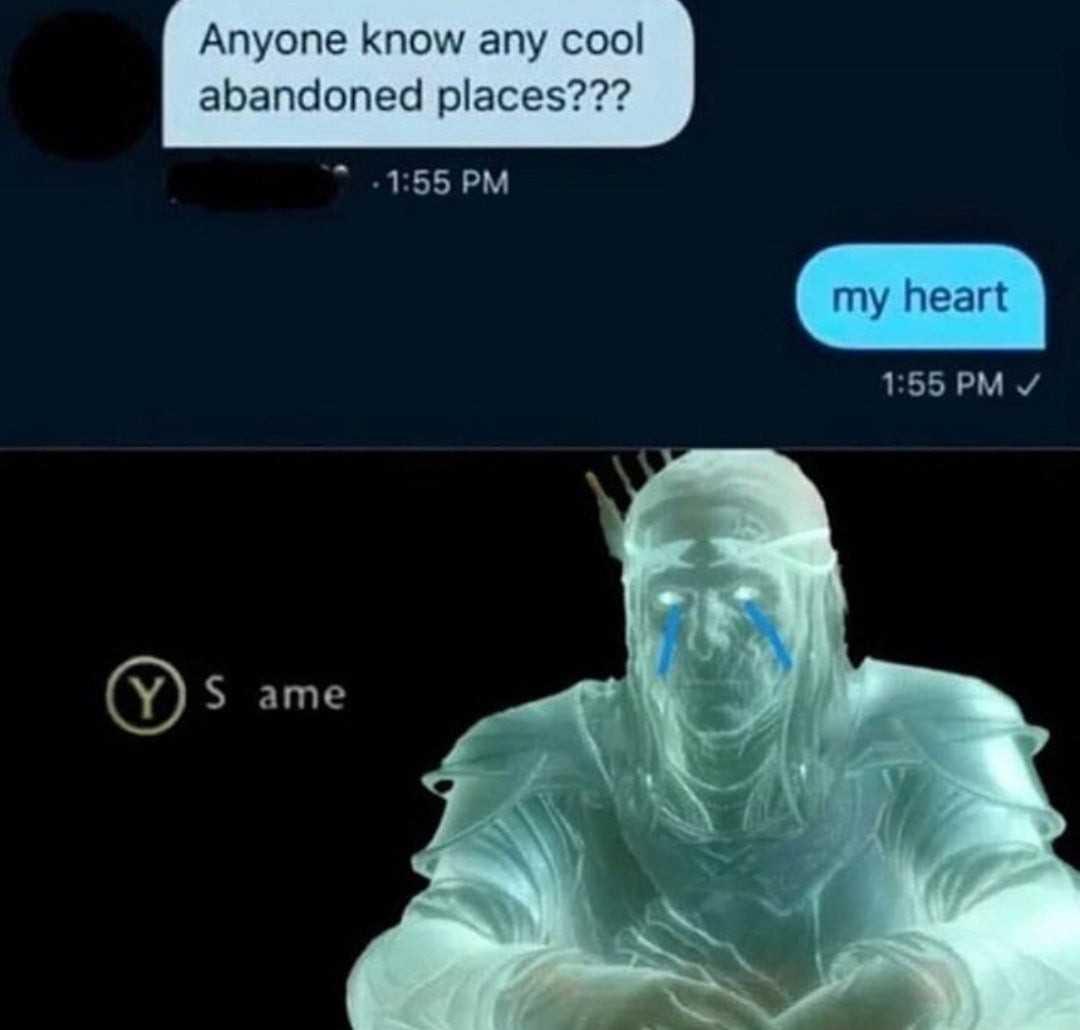 Anyone know any cool
abandoned places???
· 1:55 PM
my heart
1:55 PM ✓
Y S ame